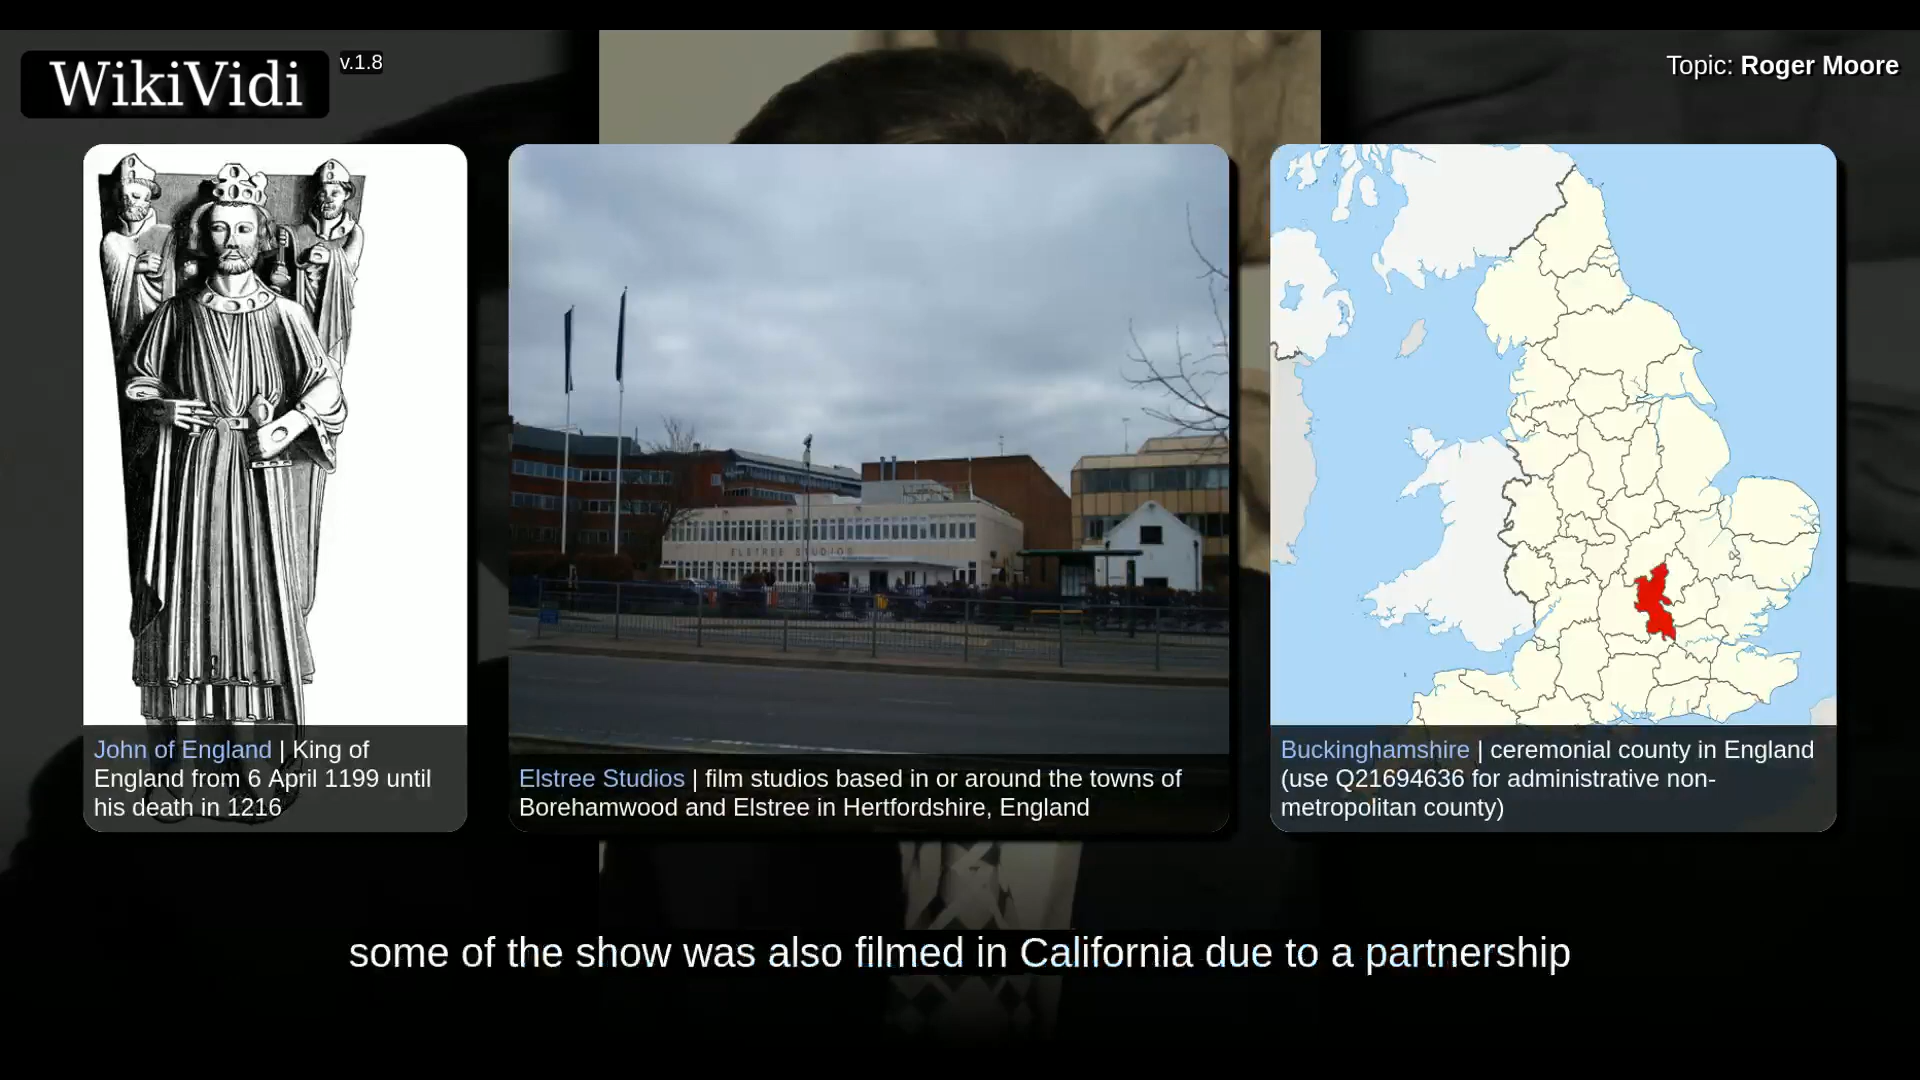 WikiVidi
v.1.8
Topic: Roger Moore
ELSTREE STUDIOS
John of England | King of
England from 6 April 1199 until
his death in 1216
Elstree Studios | film studios based in or around the towns of
Borehamwood and Elstree in Hertfordshire, England
Buckinghamshire | ceremonial county in England
(use Q21694636 for administrative non-
metropolitan county)
some of the show was also filmed in California due to a partnership